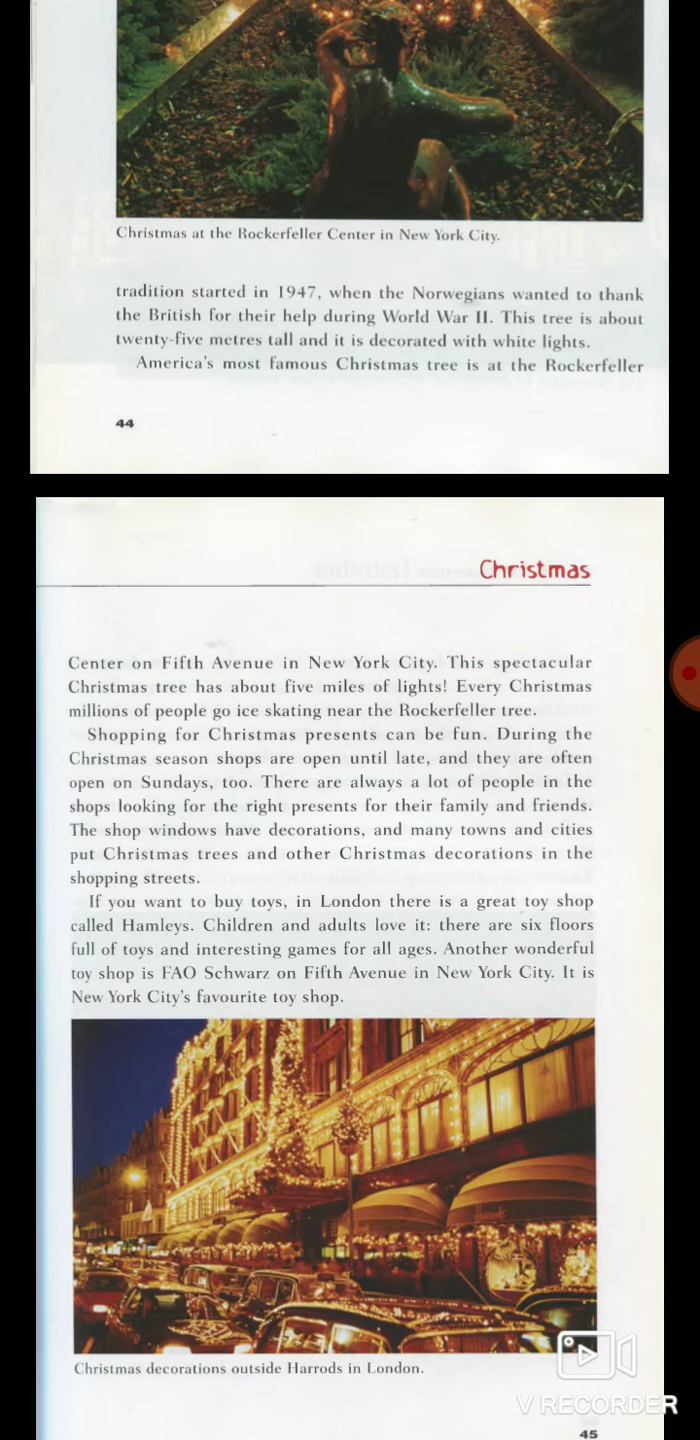 Christmas at the Rockerfeller Center in New York City.
tradition started in 1947, when the Norwegians wanted to thank
the British for their help during World War II. This tree is about
twenty-five metres tall and it is decorated with white lights.
America's most famous Christmas tree is at the Rockerfeller
44
Christmas
Center on Fifth Avenue in New York City. This spectacular
Christmas tree has about five miles of lights! Every Christmas
millions of people go ice skating near the Rockerfeller tree.
Shopping for Christmas presents can be fun. During the
Christmas season shops are open until late, and they are often
open on Sundays, too. There are always a lot of people in the
shops looking for the right presents for their family and friends.
The shop windows have decorations, and many towns and cities
put Christmas trees and other Christmas decorations in the
shopping streets.
If you want to buy toys, in London there is a great toy shop
called Hamleys. Children and adults love it: there are six floors
full of toys and interesting games for all ages. Another wonderful
toy shop is FAO Schwarz on Fifth Avenue in New York City. It is
New York City's favourite toy shop.
Christmas decorations outside Harrods in London.
V RECORDER
45